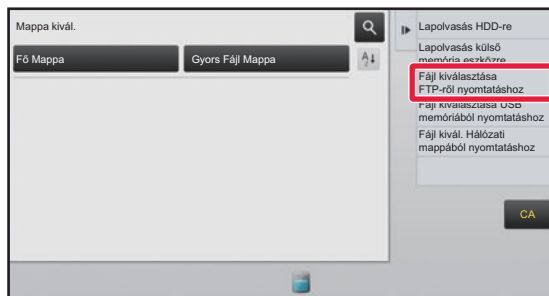 Mappa kivál.
Fő Mappa
Gyors Fájl Mappa
Lapolvasás HDD-re
Lapolvasás külső
memória eszközre
Fájl kiválasztása
FTP-ről nyomtatáshoz
Fájl kiválasztása USB
memóriából nyomtatáshoz
Fájl kivál. Hálózati
mappából nyomtatáshoz
CA